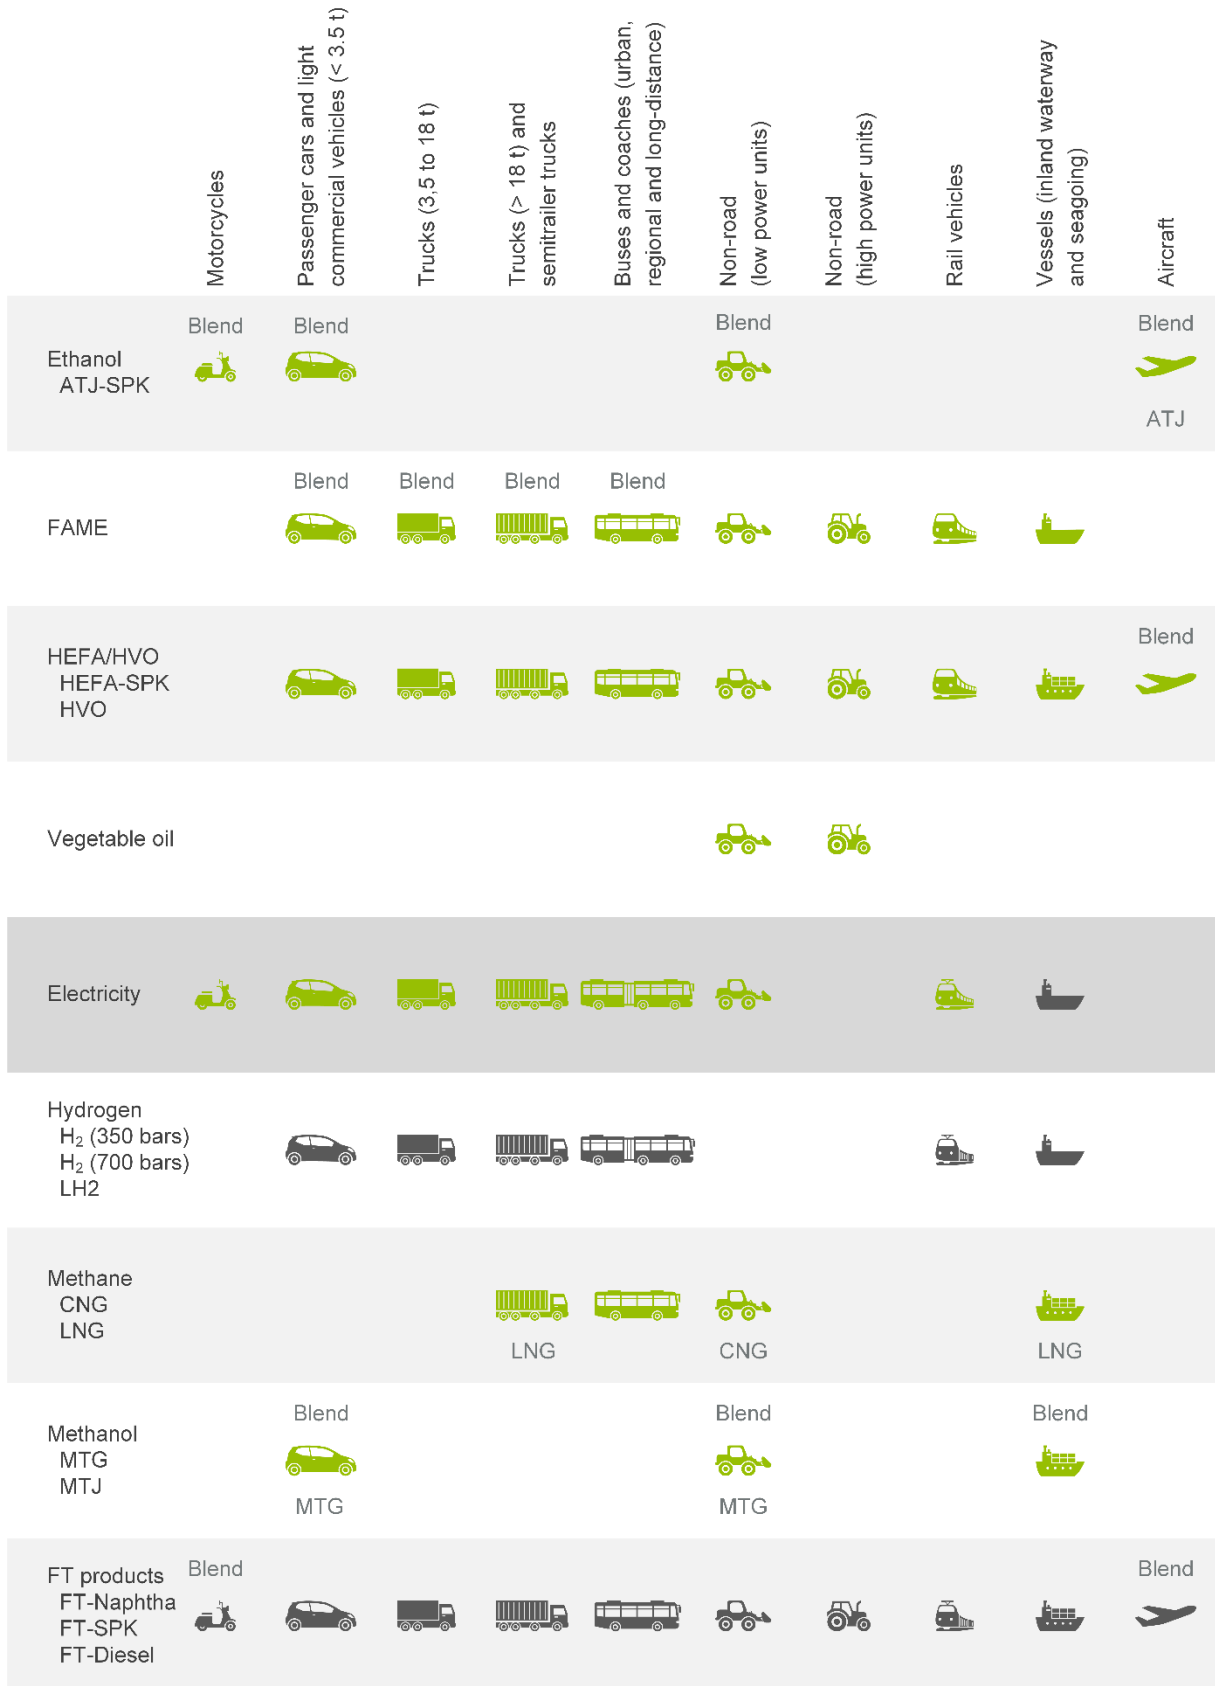 Motorcycles
Passenger cars and light
commercial vehicles (< 3.5 t)
Trucks (3,5 to 18 t)
Trucks (> 18 t) and
semitrailer trucks
Buses and coaches (urban,
regional and long-distance)
Non-road
(low power units)
Non-road
(high power units)
Rail vehicles
Vessels (inland waterway
and seagoing)
Aircraft
Blend Blend Blend Blend
Ethanol
ATJ-SPK
ATJ
Blend Blend Blend Blend
FAME
Blend
HEFA/HVO
HEFA-SPK
HVO
Vegetable oil
Electricity
Hydrogen
H₂ (350 bars)
H₂ (700 bars)
LH2
Methane
CNG
LNG
LNG CNG LNG
Blend Blend Blend
Methanol
MTG
MTJ
MTG MTG
Blend Blend
FT products
FT-Naphtha
FT-SPK
FT-Diesel